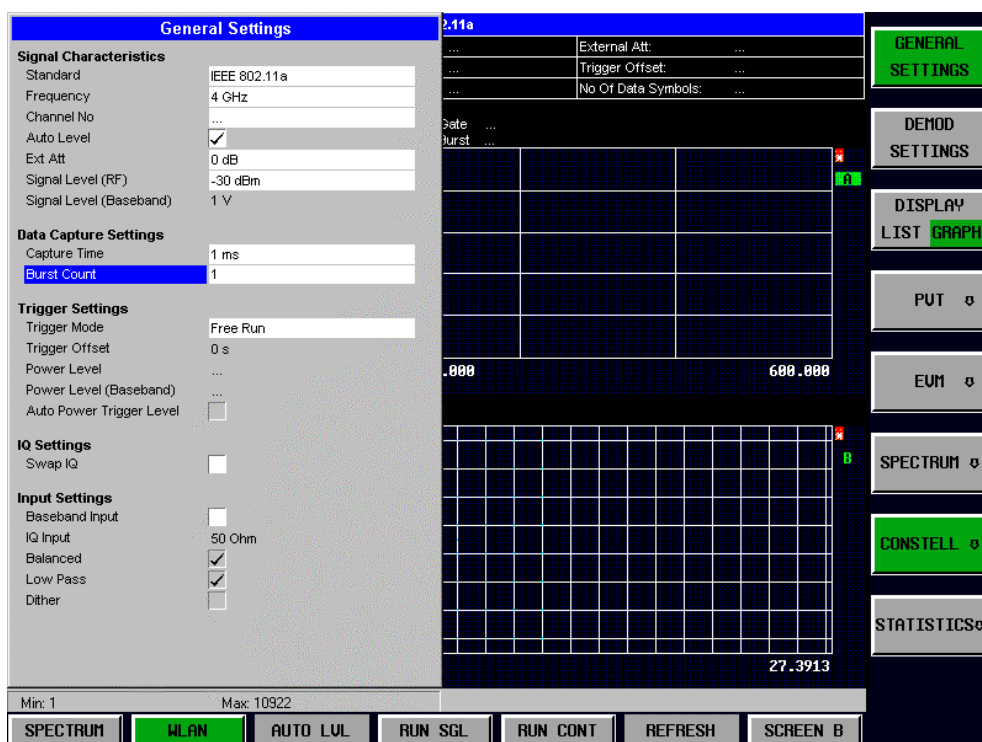 General Settings
Signal Characteristics
Standard IEEE 802.11a
Frequency 4 GHz
Channel No ...
Auto Level
Ext Att 0 dB
Signal Level (RF) -30 dBm
Signal Level (Baseband) 1 V
Data Capture Settings
Capture Time 1 ms
Burst Count 1
Trigger Settings
Trigger Mode Free Run
Trigger Offset 0 s
Power Level ...
Power Level (Baseband) ...
Auto Power Trigger Level
IQ Settings
Swap IQ
Input Settings
Baseband Input
IQ Input 50 Ohm
Balanced
Low Pass
Dither
Min: 1 Max: 10922
2.11a
... External Att: ...
... Trigger Offset: ...
... No Of Data Symbols: ...
Gate ...
Burst ...
A
.000 600.000
B
27.3913
GENERAL
SETTINGS
DEMOD
SETTINGS
DISPLAY
LIST GRAPH
PVT
EVM
SPECTRUM
CONSTELL
STATISTICS
SPECTRUM WLAN AUTO LVL RUN SGL RUN CONT REFRESH SCREEN B